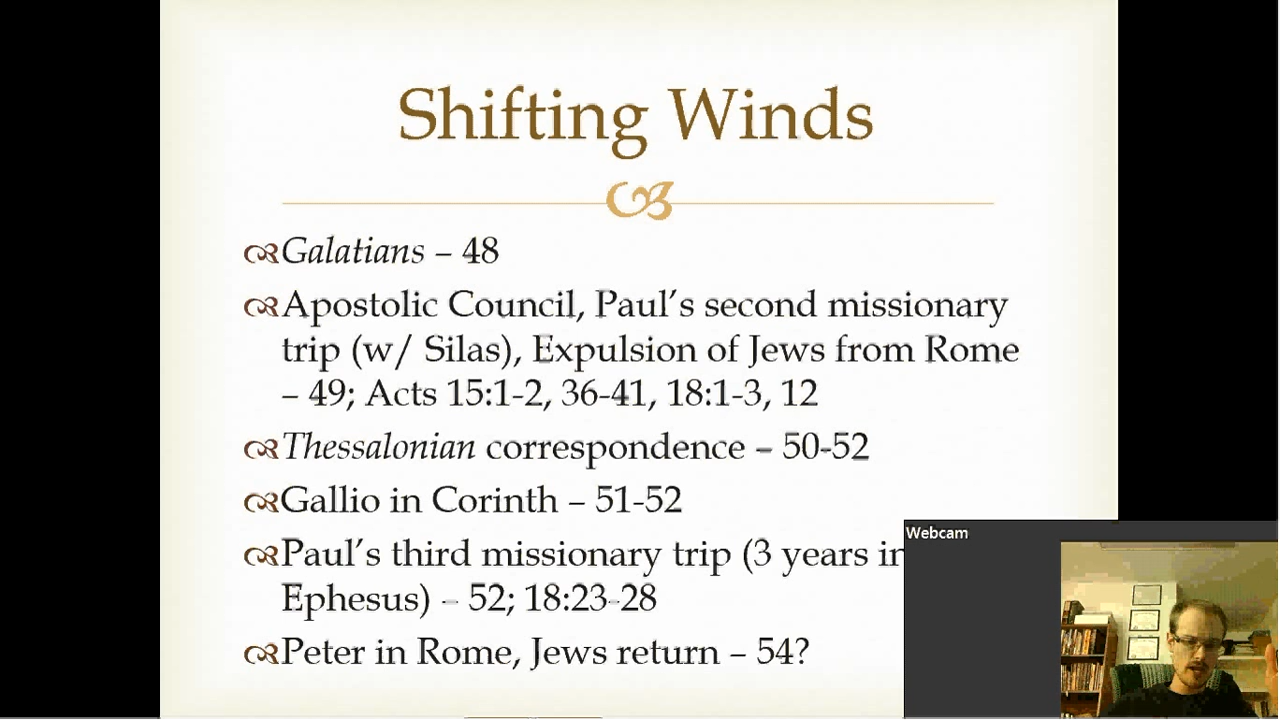 Shifting Winds
Galatians – 48
Apostolic Council, Paul's second missionary
trip (w/ Silas), Expulsion of Jews from Rome
– 49; Acts 15:1-2, 36-41, 18:1-3, 12
Thessalonian correspondence – 50-52
Gallio in Corinth – 51-52
Paul's third missionary trip (3 years in
Ephesus) – 52; 18:23-28
Peter in Rome, Jews return – 54?
Webcam